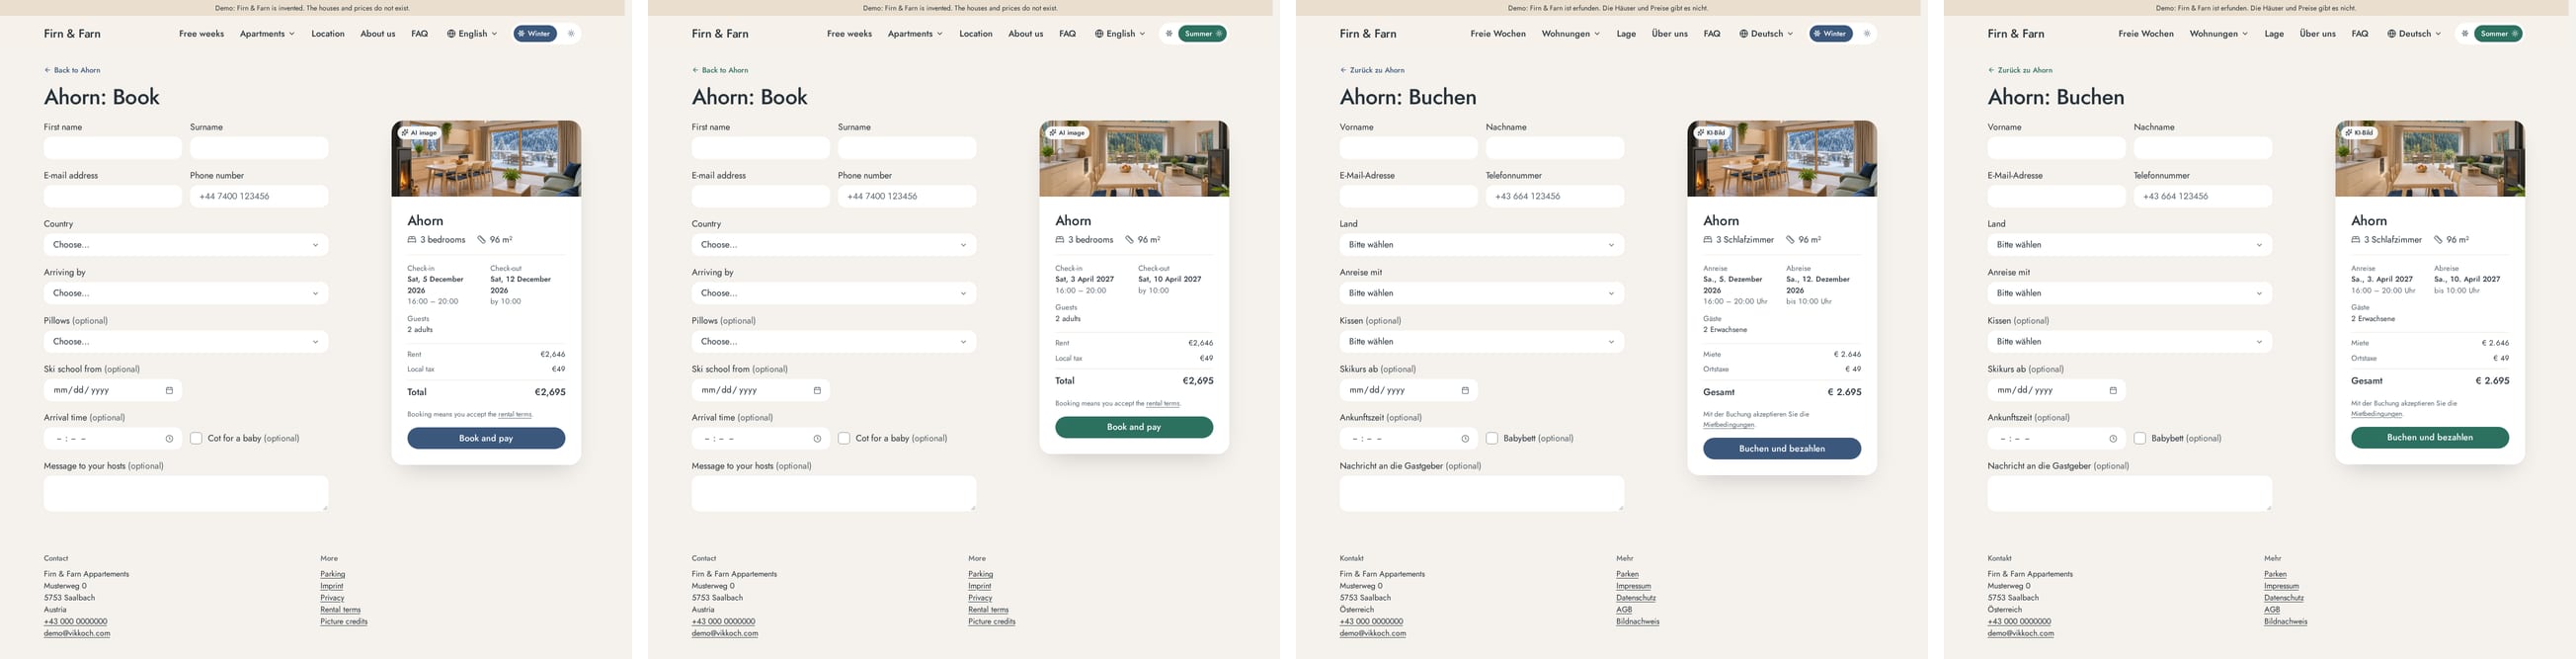 Demo: Firn & Farn is invented. The houses and prices do not exist.
Firn & Farn
Free weeks Apartments Location About us FAQ English Winter
Back to Ahorn
Ahorn: Book
First name Surname
E-mail address Phone number
+44 7400 123456
Country
Choose...
Arriving by
Choose...
Pillows (optional)
Choose...
Ski school from (optional)
mm/dd/yyyy
Arrival time (optional)
– : – –
Cot for a baby (optional)
Message to your hosts (optional)
AI image
Ahorn
3 bedrooms 96 m²
Check-in Check-out
Sat, 5 December Sat, 12 December
2026 2026
16:00 – 20:00 by 10:00
Guests
2 adults
Rent €2,646
Local tax €49
Total €2,695
Booking means you accept the rental terms.
Book and pay
Contact More
Firn & Farn Appartements Parking
Musterweg 0 Imprint
5753 Saalbach Privacy
Austria Rental terms
+43 000 0000000 Picture credits
demo@vikkoch.com
Demo: Firn & Farn is invented. The houses and prices do not exist.
Firn & Farn
Free weeks Apartments Location About us FAQ English Summer
Back to Ahorn
Ahorn: Book
First name Surname
E-mail address Phone number
+44 7400 123456
Country
Choose...
Arriving by
Choose...
Pillows (optional)
Choose...
Ski school from (optional)
mm/dd/yyyy
Arrival time (optional)
– : – –
Cot for a baby (optional)
Message to your hosts (optional)
AI image
Ahorn
3 bedrooms 96 m²
Check-in Check-out
Sat, 3 April 2027 Sat, 10 April 2027
16:00 – 20:00 by 10:00
Guests
2 adults
Rent €2,646
Local tax €49
Total €2,695
Booking means you accept the rental terms.
Book and pay
Contact More
Firn & Farn Appartements Parking
Musterweg 0 Imprint
5753 Saalbach Privacy
Austria Rental terms
+43 000 0000000 Picture credits
demo@vikkoch.com
Demo: Firn & Farn ist erfunden. Die Häuser und Preise gibt es nicht.
Firn & Farn
Freie Wochen Wohnungen Lage Über uns FAQ Deutsch Winter
Zurück zu Ahorn
Ahorn: Buchen
Vorname Nachname
E-Mail-Adresse Telefonnummer
+43 664 123456
Land
Bitte wählen
Anreise mit
Bitte wählen
Kissen (optional)
Bitte wählen
Skikurs ab (optional)
mm/dd/yyyy
Ankunftszeit (optional)
– : – –
Babybett (optional)
Nachricht an die Gastgeber (optional)
KI-Bild
Ahorn
3 Schlafzimmer 96 m²
Anreise Abreise
Sa., 5. Dezember Sa., 12. Dezember
2026 2026
16:00 – 20:00 Uhr bis 10:00 Uhr
Gäste
2 Erwachsene
Miete € 2.646
Ortstaxe € 49
Gesamt € 2.695
Mit der Buchung akzeptieren Sie die
Mietbedingungen.
Buchen und bezahlen
Kontakt Mehr
Firn & Farn Appartements Parken
Musterweg 0 Impressum
5753 Saalbach Datenschutz
Österreich AGB
+43 000 0000000 Bildnachweis
demo@vikkoch.com
Demo: Firn & Farn ist erfunden. Die Häuser und Preise gibt es nicht.
Firn & Farn
Freie Wochen Wohnungen Lage Über uns FAQ Deutsch Sommer
Zurück zu Ahorn
Ahorn: Buchen
Vorname Nachname
E-Mail-Adresse Telefonnummer
+43 664 123456
Land
Bitte wählen
Anreise mit
Bitte wählen
Kissen (optional)
Bitte wählen
Skikurs ab (optional)
mm/dd/yyyy
Ankunftszeit (optional)
– : – –
Babybett (optional)
Nachricht an die Gastgeber (optional)
KI-Bild
Ahorn
3 Schlafzimmer 96 m²
Anreise Abreise
Sa., 3. April 2027 Sa., 10. April 2027
16:00 – 20:00 Uhr bis 10:00 Uhr
Gäste
2 Erwachsene
Miete € 2.646
Ortstaxe € 49
Gesamt € 2.695
Mit der Buchung akzeptieren Sie die
Mietbedingungen.
Buchen und bezahlen
Kontakt Mehr
Firn & Farn Appartements Parken
Musterweg 0 Impressum
5753 Saalbach Datenschutz
Österreich AGB
+43 000 0000000 Bildnachweis
demo@vikkoch.com